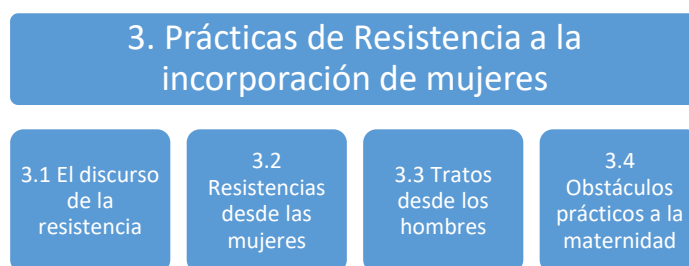 3. Prácticas de Resistencia a la
incorporación de mujeres
3.1 El discurso
de la
resistencia
3.2
Resistencias
desde las
mujeres
3.3 Tratos
desde los
hombres
3.4
Obstáculos
prácticos a la
maternidad